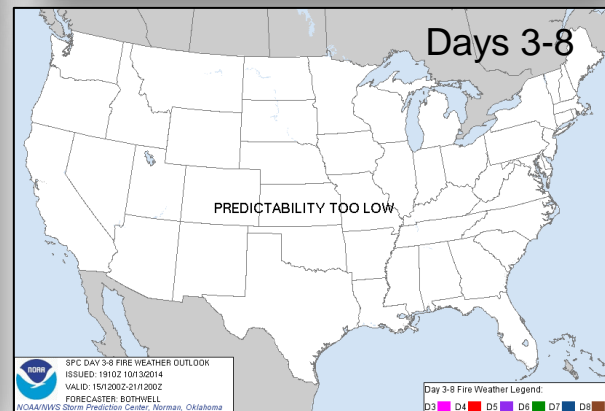 Days 3-8
PREDICTABILITY TOO LOW
NOAA
SPC DAY 3-8 FIRE WEATHER OUTLOOK
ISSUED: 1910Z 10/13/2014
VALID: 15/1200Z-21/1200Z
FORECASTER: BOTHWELL
NOAA/NWS Storm Prediction Center, Norman, Oklahoma
Day 3-8 Fire Weather Legend:
D3 D4 D5 D6 D7 D8